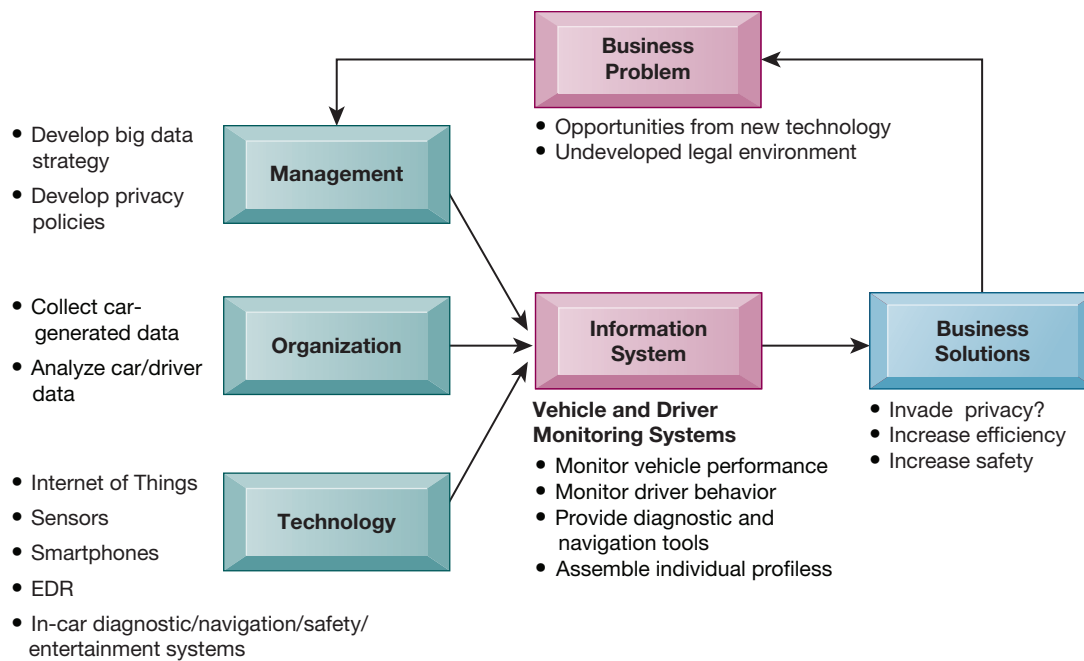 Business
Problem
• Opportunities from new technology
• Undeveloped legal environment
• Develop big data
strategy
• Develop privacy
policies
Management
• Collect car-
generated data
• Analyze car/driver
data
Organization
• Internet of Things
• Sensors
• Smartphones
• EDR
• In-car diagnostic/navigation/safety/
entertainment systems
Technology
Information
System
Vehicle and Driver
Monitoring Systems
• Monitor vehicle performance
• Monitor driver behavior
• Provide diagnostic and
navigation tools
• Assemble individual profiless
Business
Solutions
• Invade privacy?
• Increase efficiency
• Increase safety